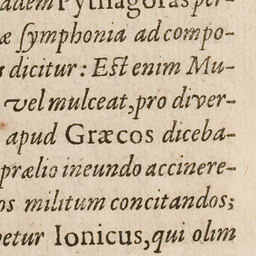 adem Pythagoras per-
æ ſymphonia ad compo-
dicitur: Eſt enim Mu-
vel mulceat, pro diver-
apud Græcos diceba-
prælio ineundo accinere-
os militum concitandos;
etur Ionicus, qui olim